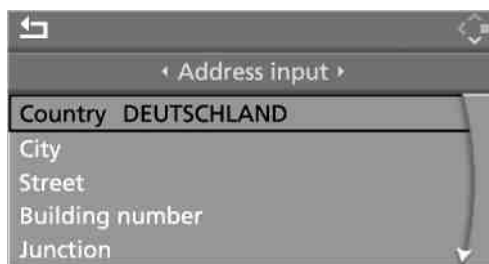 Address input
Country DEUTSCHLAND
City
Street
Building number
Junction